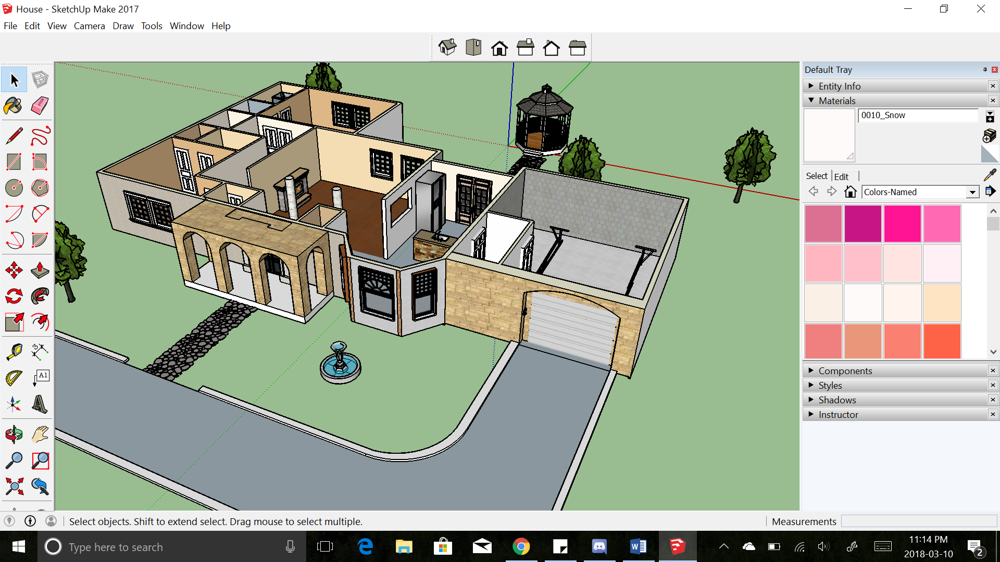 House - SketchUp Make 2017
File Edit View Camera Draw Tools Window Help
Default Tray
Entity Info
Materials
0010_Snow
Select Edit
Colors-Named
Components
Styles
Shadows
Instructor
A1
Select objects. Shift to extend select. Drag mouse to select multiple.
Measurements
Type here to search
11:14 PM
2018-03-10
2